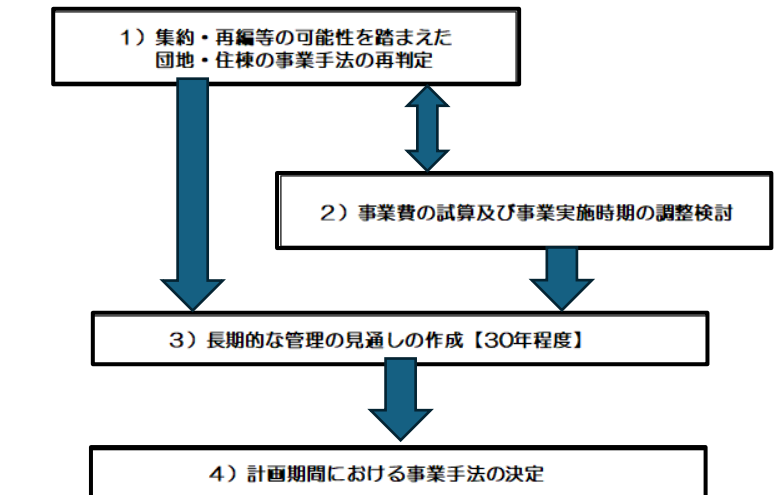 1）集約・再編等の可能性を踏まえた
団地・住棟の事業手法の再判定
2）事業費の試算及び事業実施時期の調整検討
3）長期的な管理の見通しの作成【30年程度】
4）計画期間における事業手法の決定